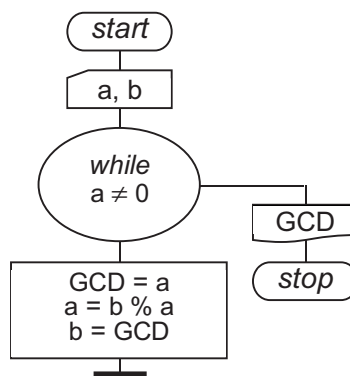 start
a, b
while
a ≠ 0
GCD
stop
GCD = a
a = b % a
b = GCD